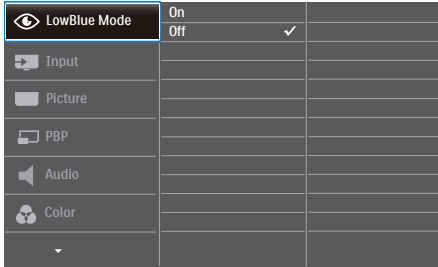 LowBlue Mode
On
Off
Input
Picture
PBP
Audio
Color